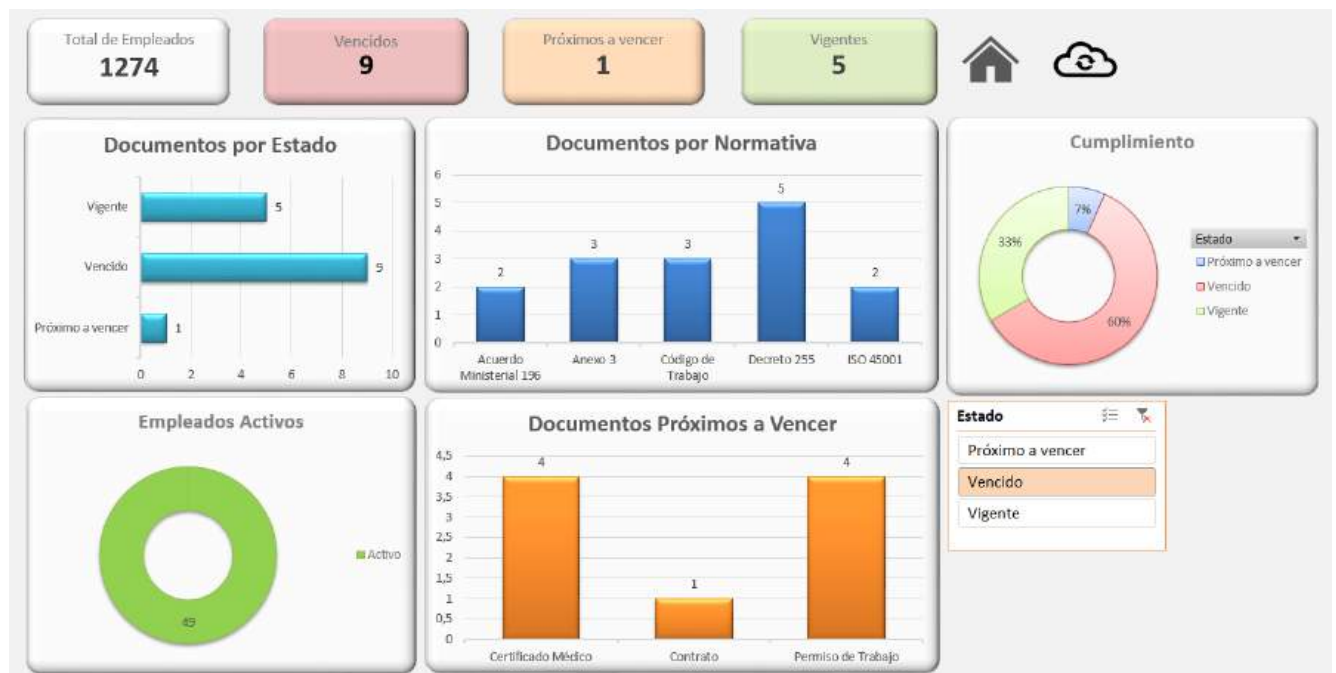 Total de Empleados
1274
Vencidos
9
Próximos a vencer
1
Vigentes
5
Documentos por Estado
Vigente
5
Vencido
9
Próximo a vencer
1
0 2 4 6 8 10
Documentos por Normativa
6
5
4
3
2
1
0
2
3
3
5
2
Acuerdo
Ministerial 196
Anexo 3
Código de
Trabajo
Decreto 255
ISO 45001
Cumplimiento
7%
33%
60%
Estado
Próximo a vencer
Vencido
Vigente
Empleados Activos
49
Activo
Documentos Próximos a Vencer
4,5
4
3,5
3
2,5
2
1,5
1
0,5
0
4
1
4
Certificado Médico
Contrato
Permiso de Trabajo
Estado
Próximo a vencer
Vencido
Vigente